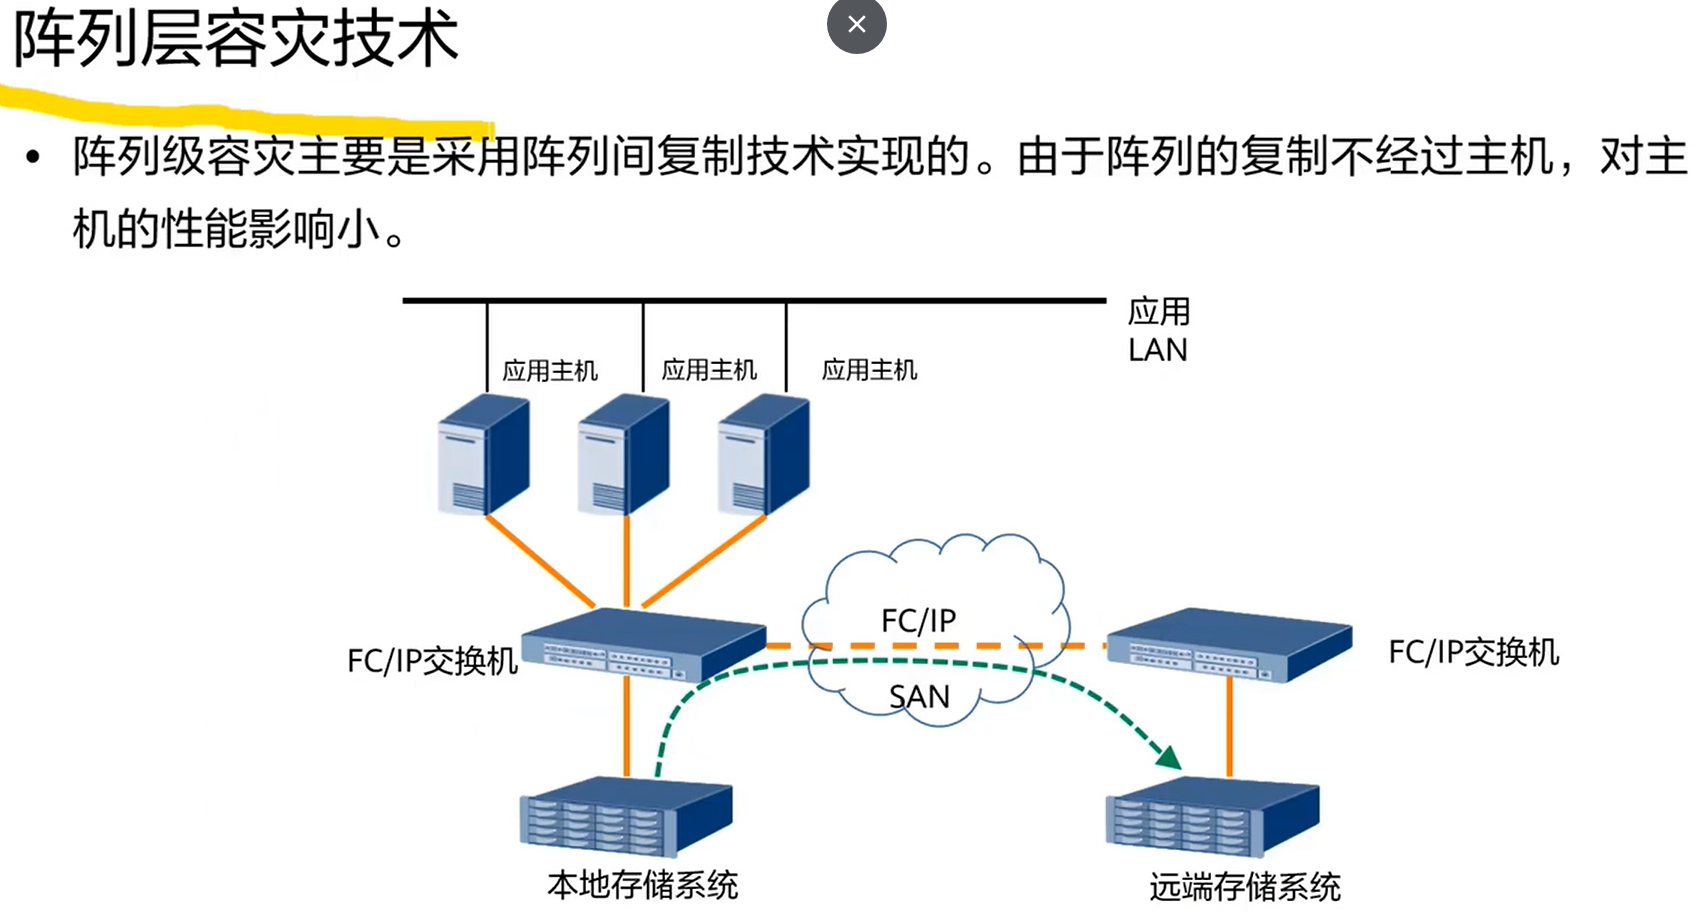 阵列层容灾技术
• 阵列级容灾主要是采用阵列间复制技术实现的。由于阵列的复制不经过主机，对主
机的性能影响小。
应用
LAN
应用主机 应用主机 应用主机
FC/IP
FC/IP交换机
FC/IP交换机
SAN
本地存储系统
远端存储系统